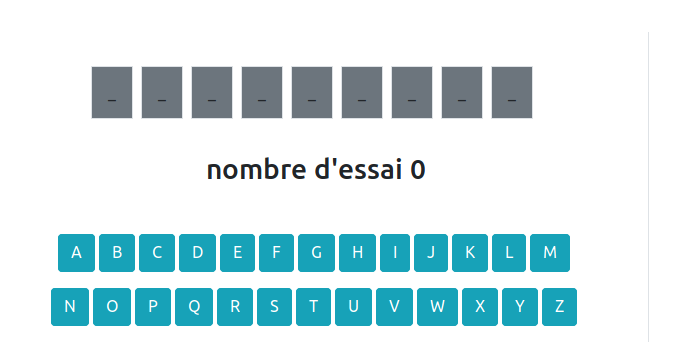 _ _ _ _ _ _ _ _ _
nombre d'essai 0
A B C D E F G H I J K L M
N O P Q R S T U V W X Y Z